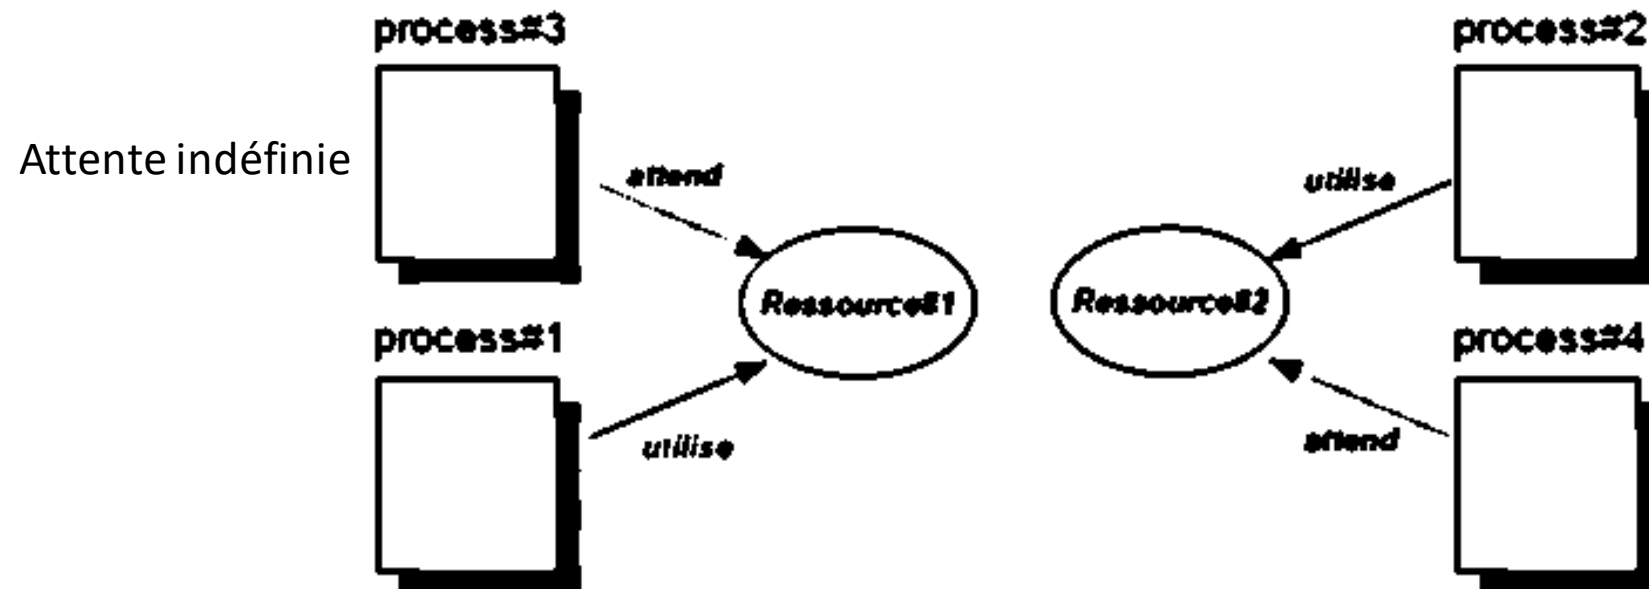 process#3
process#2
Attente indéfinie
attend
utilise
Ressource#1
Ressource#2
process#1
process#4
utilise
attend